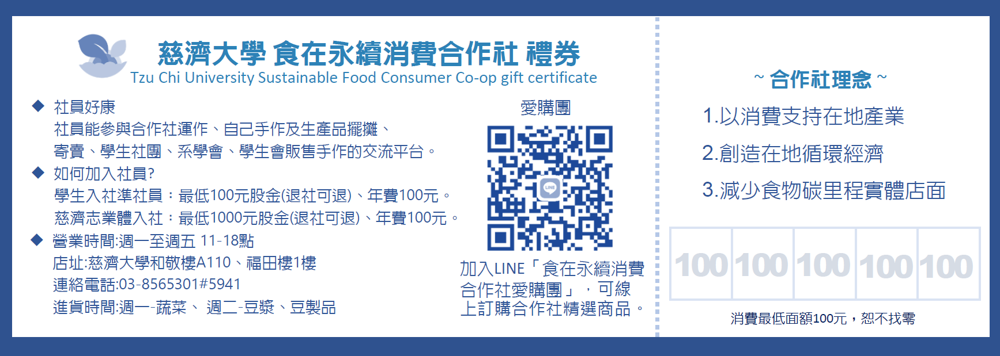 慈濟大學 食在永續消費合作社 禮券
Tzu Chi University Sustainable Food Consumer Co-op gift certificate
◆ 社員好康
社員能參與合作社運作、自己手作及生產品擺攤、
寄賣、學生社團、系學會、學生會販售手作的交流平台。
◆ 如何加入社員?
學生入社準社員：最低100元股金(退社可退)、年費100元。
慈濟志業體入社：最低1000元股金(退社可退)、年費100元。
◆ 營業時間:週一至週五 11-18點
店址:慈濟大學和敬樓A110、福田樓1樓
連絡電話:03-8565301#5941
進貨時間:週一-蔬菜、 週二-豆漿、豆製品
愛購團
LINE
加入LINE「食在永續消費
合作社愛購團」，可線
上訂購合作社精選商品。
~ 合作社理念 ~
1.以消費支持在地產業
2.創造在地循環經濟
3.減少食物碳里程實體店面
100 100 100 100 100
消費最低面額100元，恕不找零